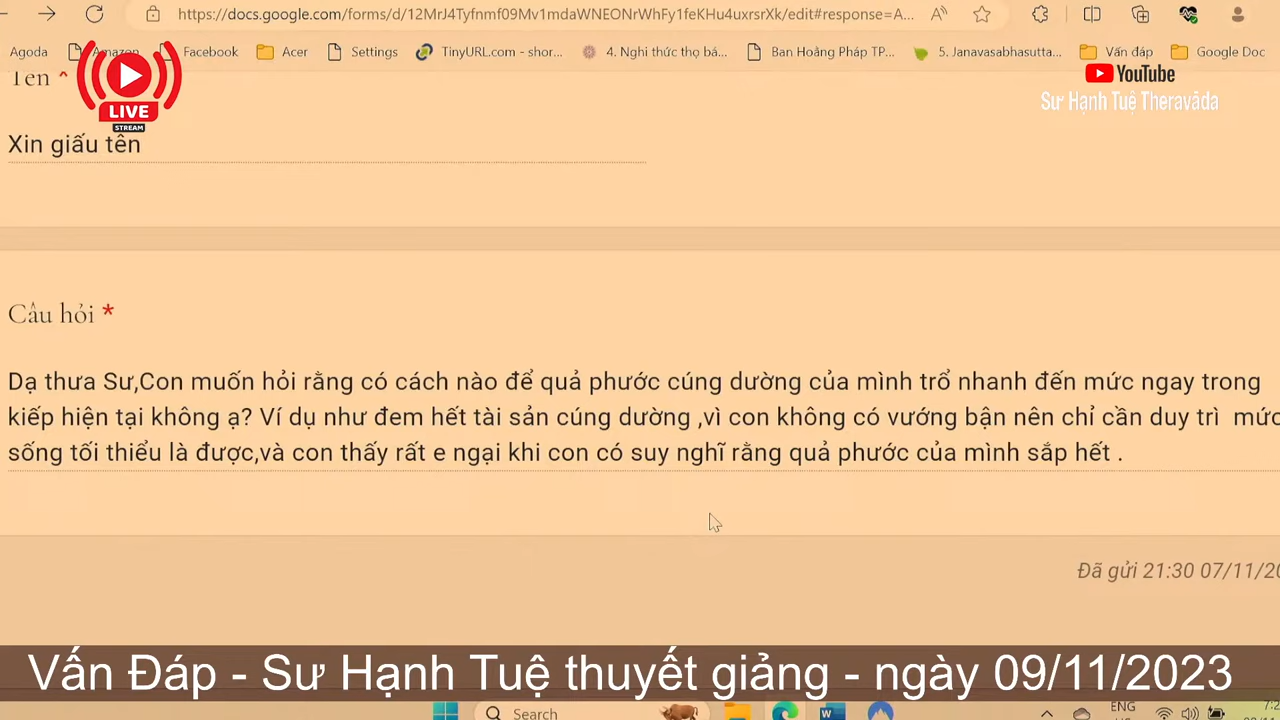 https://docs.google.com/forms/d/12MrJ4Tyfnmf09Mv1mdaWNEONrWhFy1feKHu4uxrsrXk/edit#response=A...
Agoda Amazon Facebook Acer Settings TinyURL.com - shor... 4. Nghi thức thọ bá... Ban Hoằng Pháp TP... 5. Janavasabhasutta... Vấn đáp Google Doc
Tên *
LIVE
STREAM
YouTube
Sư Hạnh Tuệ Theravāda
Xin giấu tên
Câu hỏi *
Dạ thưa Sư,Con muốn hỏi rằng có cách nào để quả phước cúng dường của mình trổ nhanh đến mức ngay trong
kiếp hiện tại không ạ? Ví dụ như đem hết tài sản cúng dường ,vì con không có vướng bận nên chỉ cần duy trì mức
sống tối thiểu là được,và con thấy rất e ngại khi con có suy nghĩ rằng quả phước của mình sắp hết .
Đã gửi 21:30 07/11/20
Vấn Đáp - Sư Hạnh Tuệ thuyết giảng - ngày 09/11/2023
Search
ENG